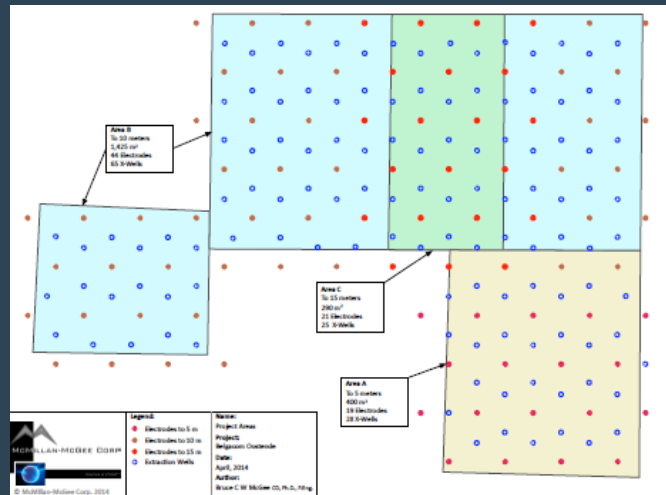 Area B
To 10 meters
1,425 m²
44 Electrodes
65 X-Wells
Area C
To 15 meters
290 m²
21 Electrodes
25 X-Wells
Area A
To 5 meters
400 m²
19 Electrodes
28 X-Wells
McMillan-McGee Corp
© McMillan-McGee Corp. 2014
Legend:
Electrodes to 5 m
Electrodes to 10 m
Electrodes to 15 m
Extraction Wells
Name:
Project Areas
Project:
Belgacom Oostende
Date:
April, 2014
Author:
Bruce C W McGee